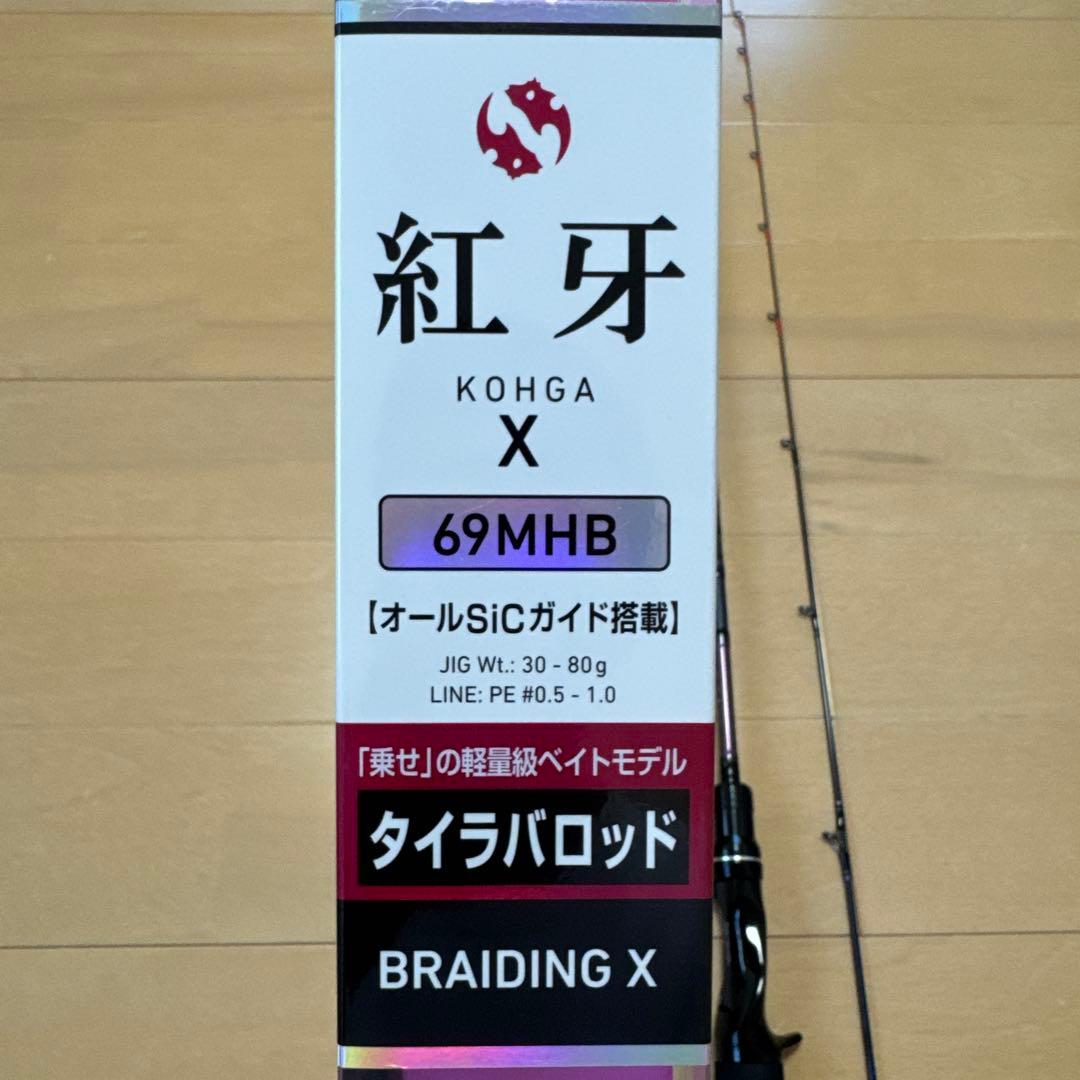 紅牙
KOHGA
X
69MHB
【オールSiCガイド搭載】
JIG Wt.: 30 - 80g
LINE: PE #0.5 - 1.0
「乗せ」の軽量級ベイトモデル
タイラバロッド
BRAIDING X